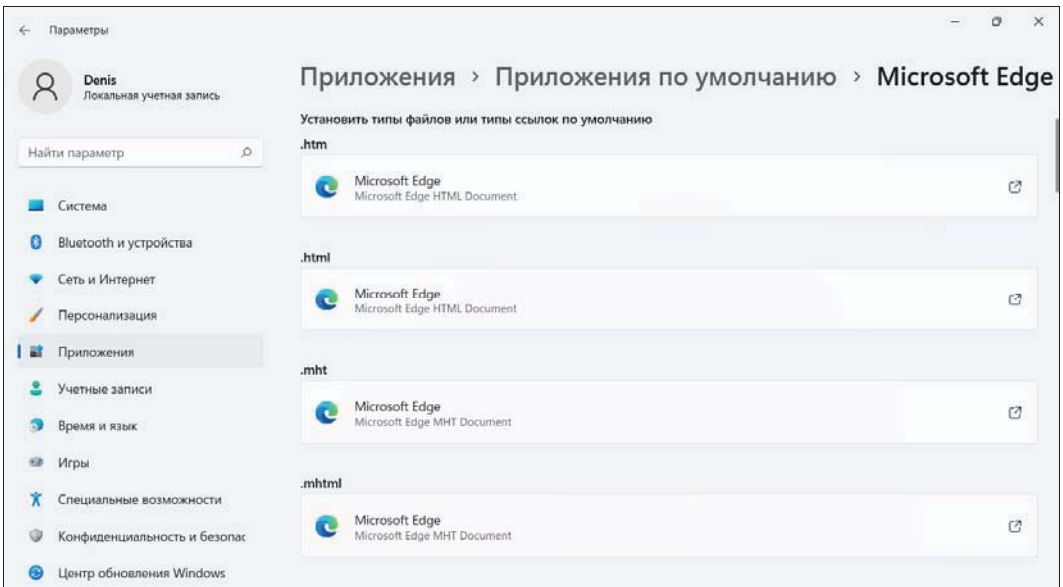 Параметры
Denis
Локальная учетная запись
Найти параметр
Система
Bluetooth и устройства
Сеть и Интернет
Персонализация
Приложения
Учетные записи
Время и язык
Игры
Специальные возможности
Конфиденциальность и безопас
Центр обновления Windows
Приложения > Приложения по умолчанию > Microsoft Edge
Установить типы файлов или типы ссылок по умолчанию
.htm
Microsoft Edge
Microsoft Edge HTML Document
.html
Microsoft Edge
Microsoft Edge HTML Document
.mht
Microsoft Edge
Microsoft Edge MHT Document
.mhtml
Microsoft Edge
Microsoft Edge MHT Document